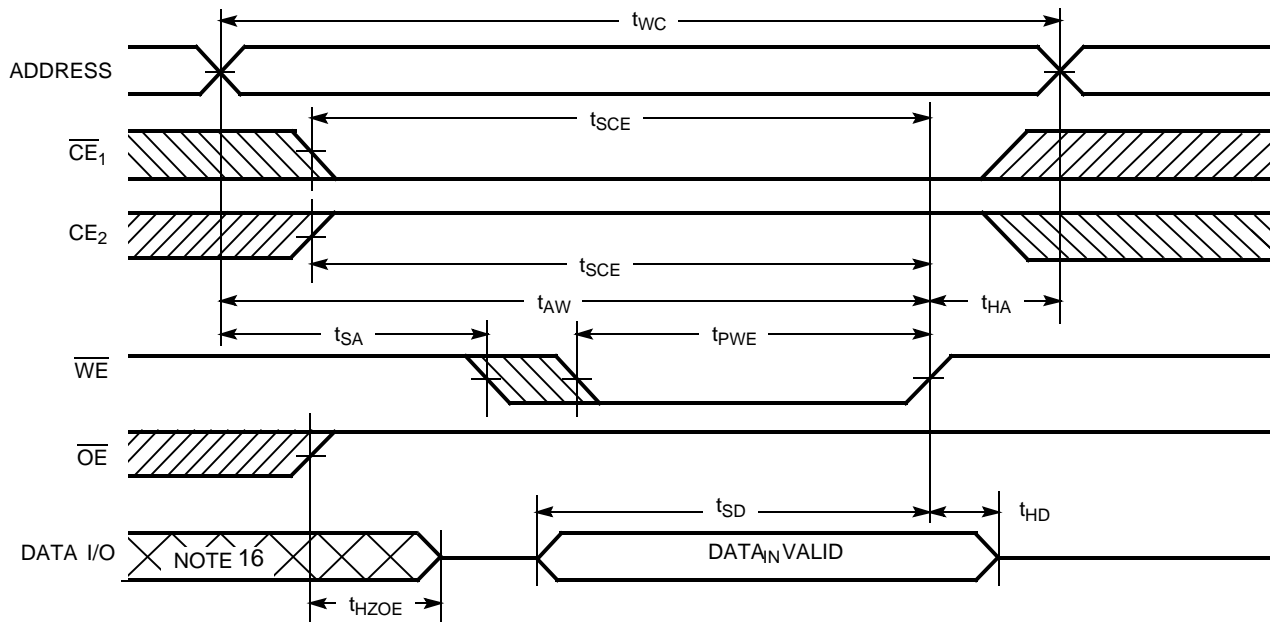 tWC
ADDRESS
tSCE
CE1
CE2
tSCE
tAW
tHA
tSA
tPWE
WE
OE
tSD
tHD
DATA I/O
NOTE 16
DATAIN VALID
tHZOE